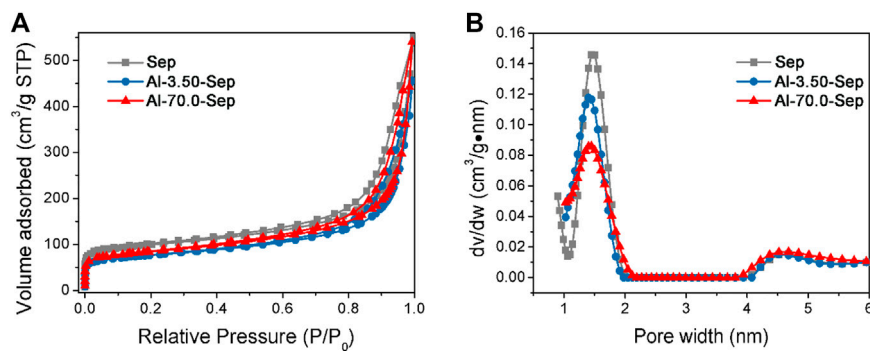 A
Volume adsorbed (cm³/g STP)
500
400
300
200
100
0
Sep
Al-3.50-Sep
Al-70.0-Sep
0.0 0.2 0.4 0.6 0.8 1.0
Relative Pressure (P/P₀)
B
dv/dw (cm³/g•nm)
0.16
0.14
0.12
0.10
0.08
0.06
0.04
0.02
0.00
Sep
Al-3.50-Sep
Al-70.0-Sep
1 2 3 4 5 6
Pore width (nm)